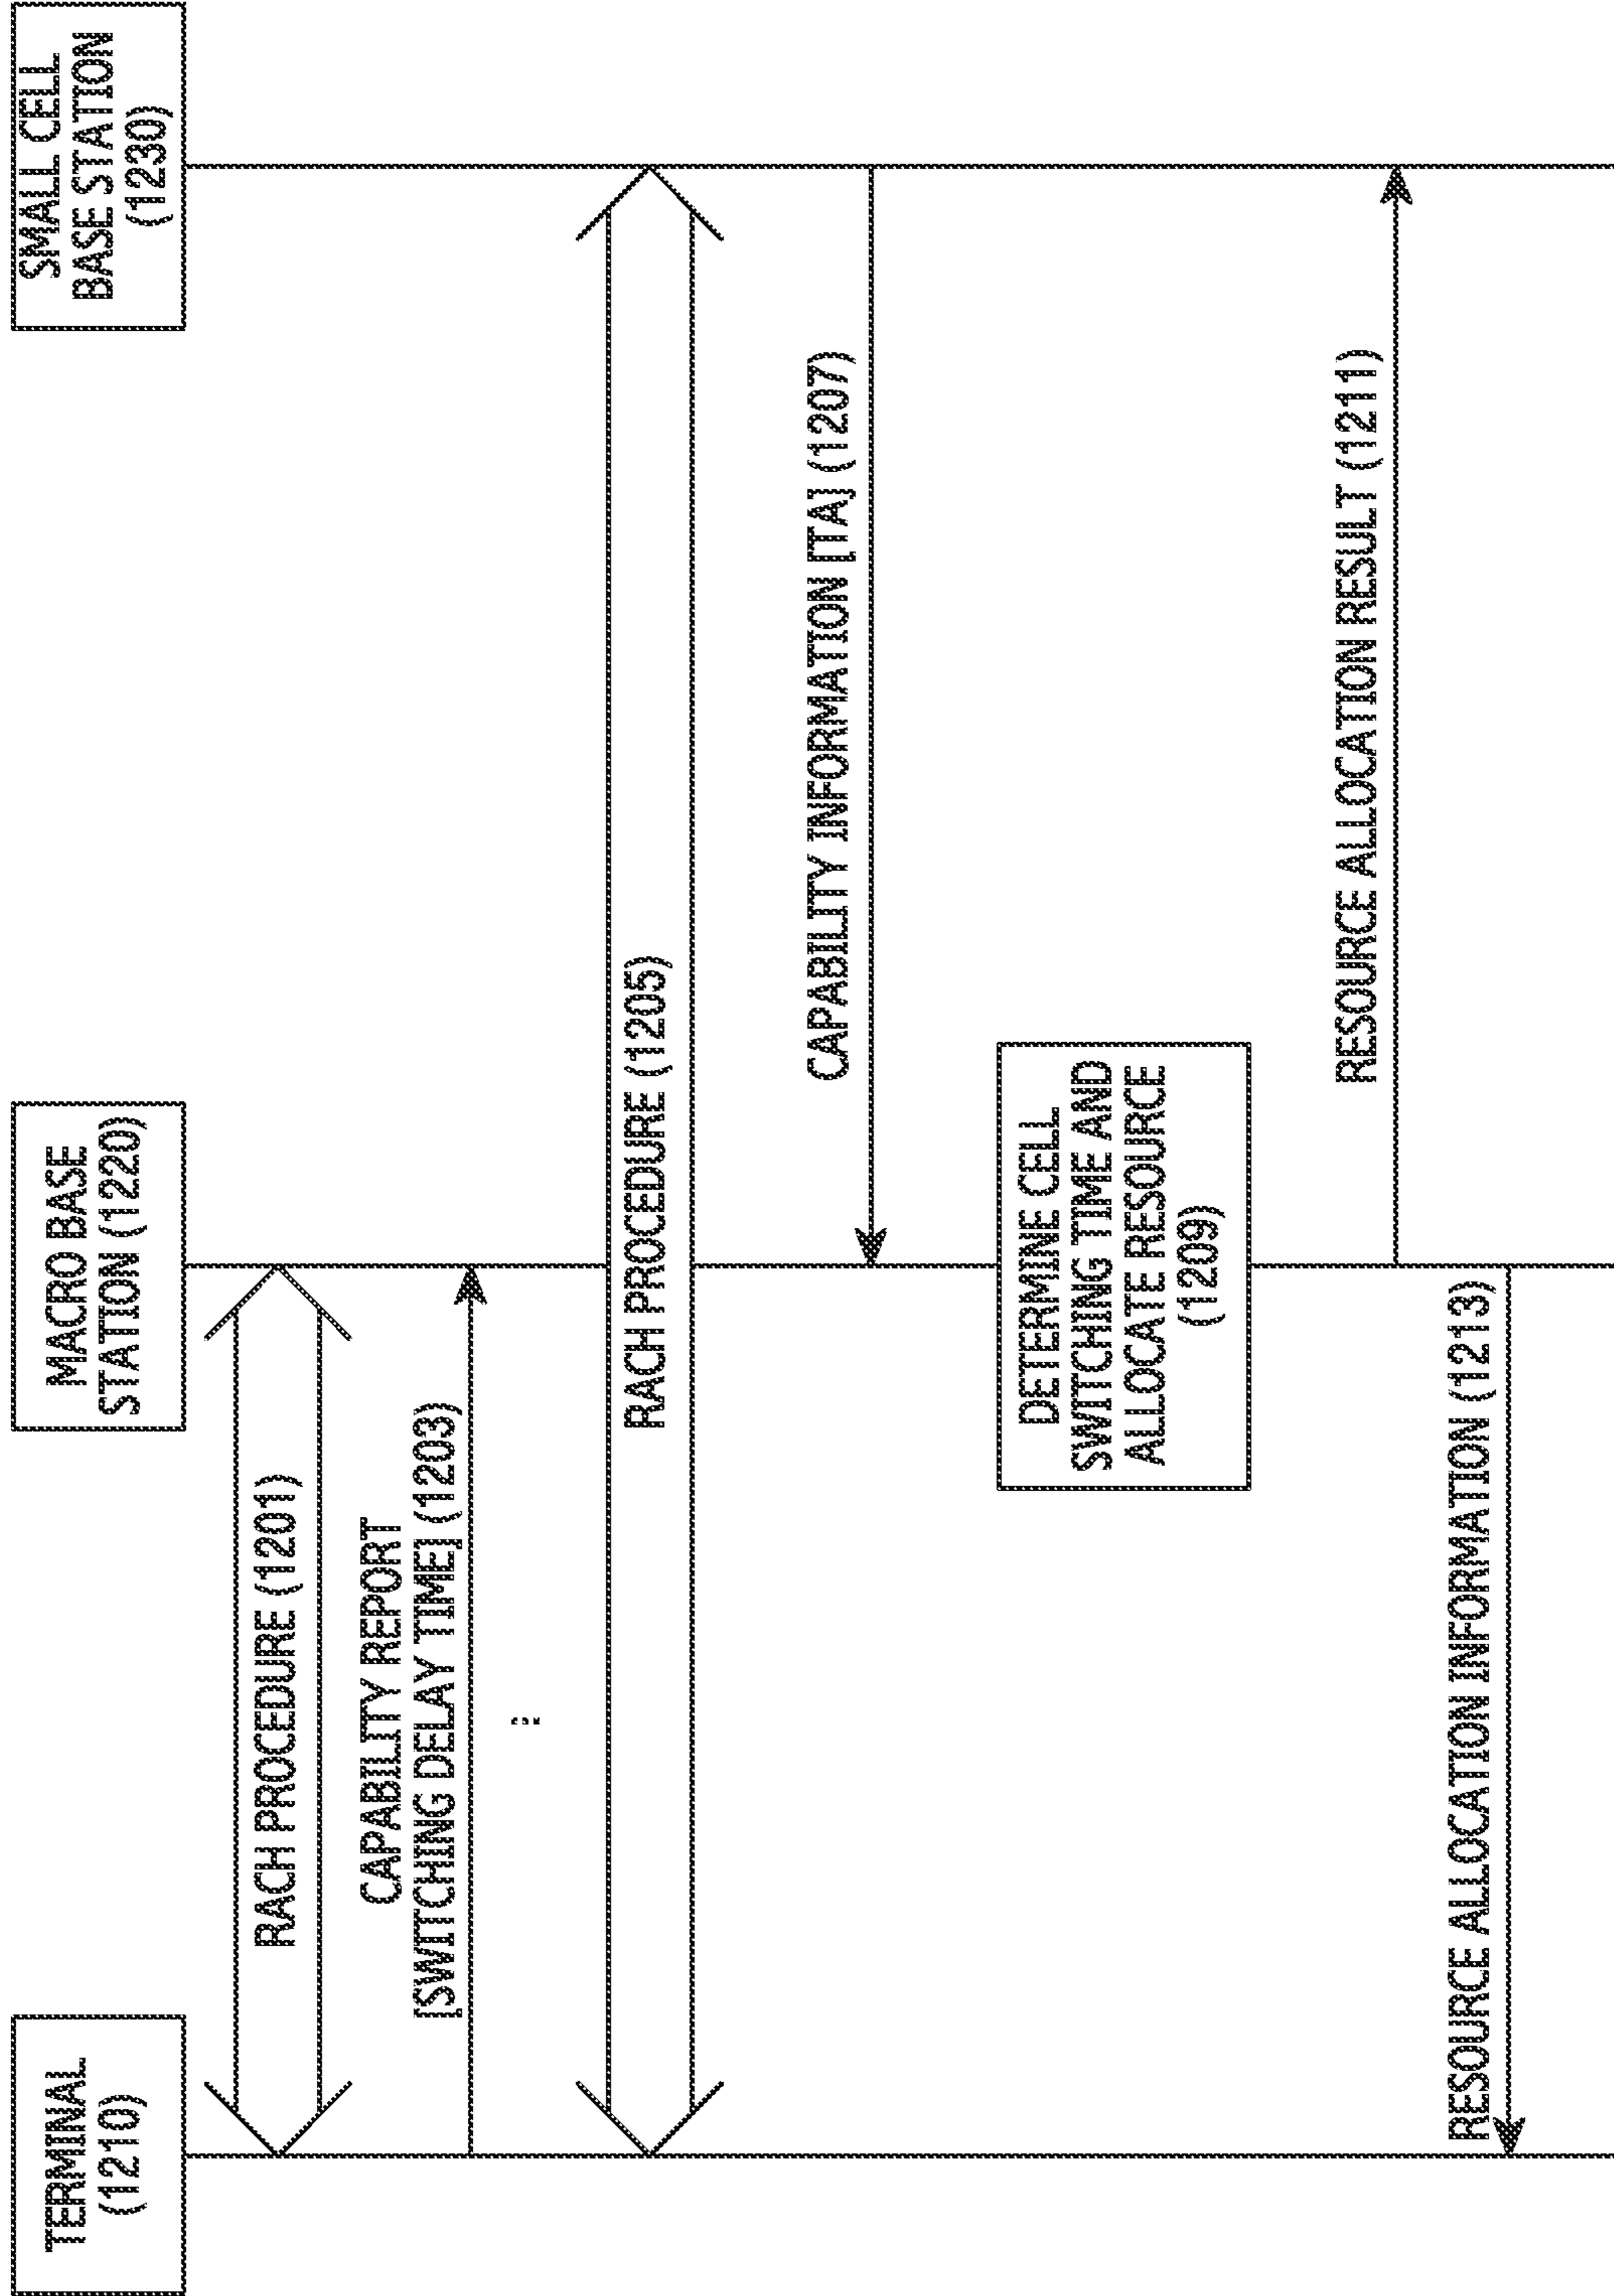 TERMINAL
(1210)
MACRO BASE
STATION (1220)
SMALL CELL
BASE STATION
(1230)
RACH PROCEDURE (1201)
CAPABILITY REPORT
[SWITCHING DELAY TIME] (1203)
...
RACH PROCEDURE (1205)
CAPABILITY INFORMATION [TA] (1207)
DETERMINE CELL
SWITCHING TIME AND
ALLOCATE RESOURCE
(1209)
RESOURCE ALLOCATION RESULT (1211)
RESOURCE ALLOCATION INFORMATION (1213)